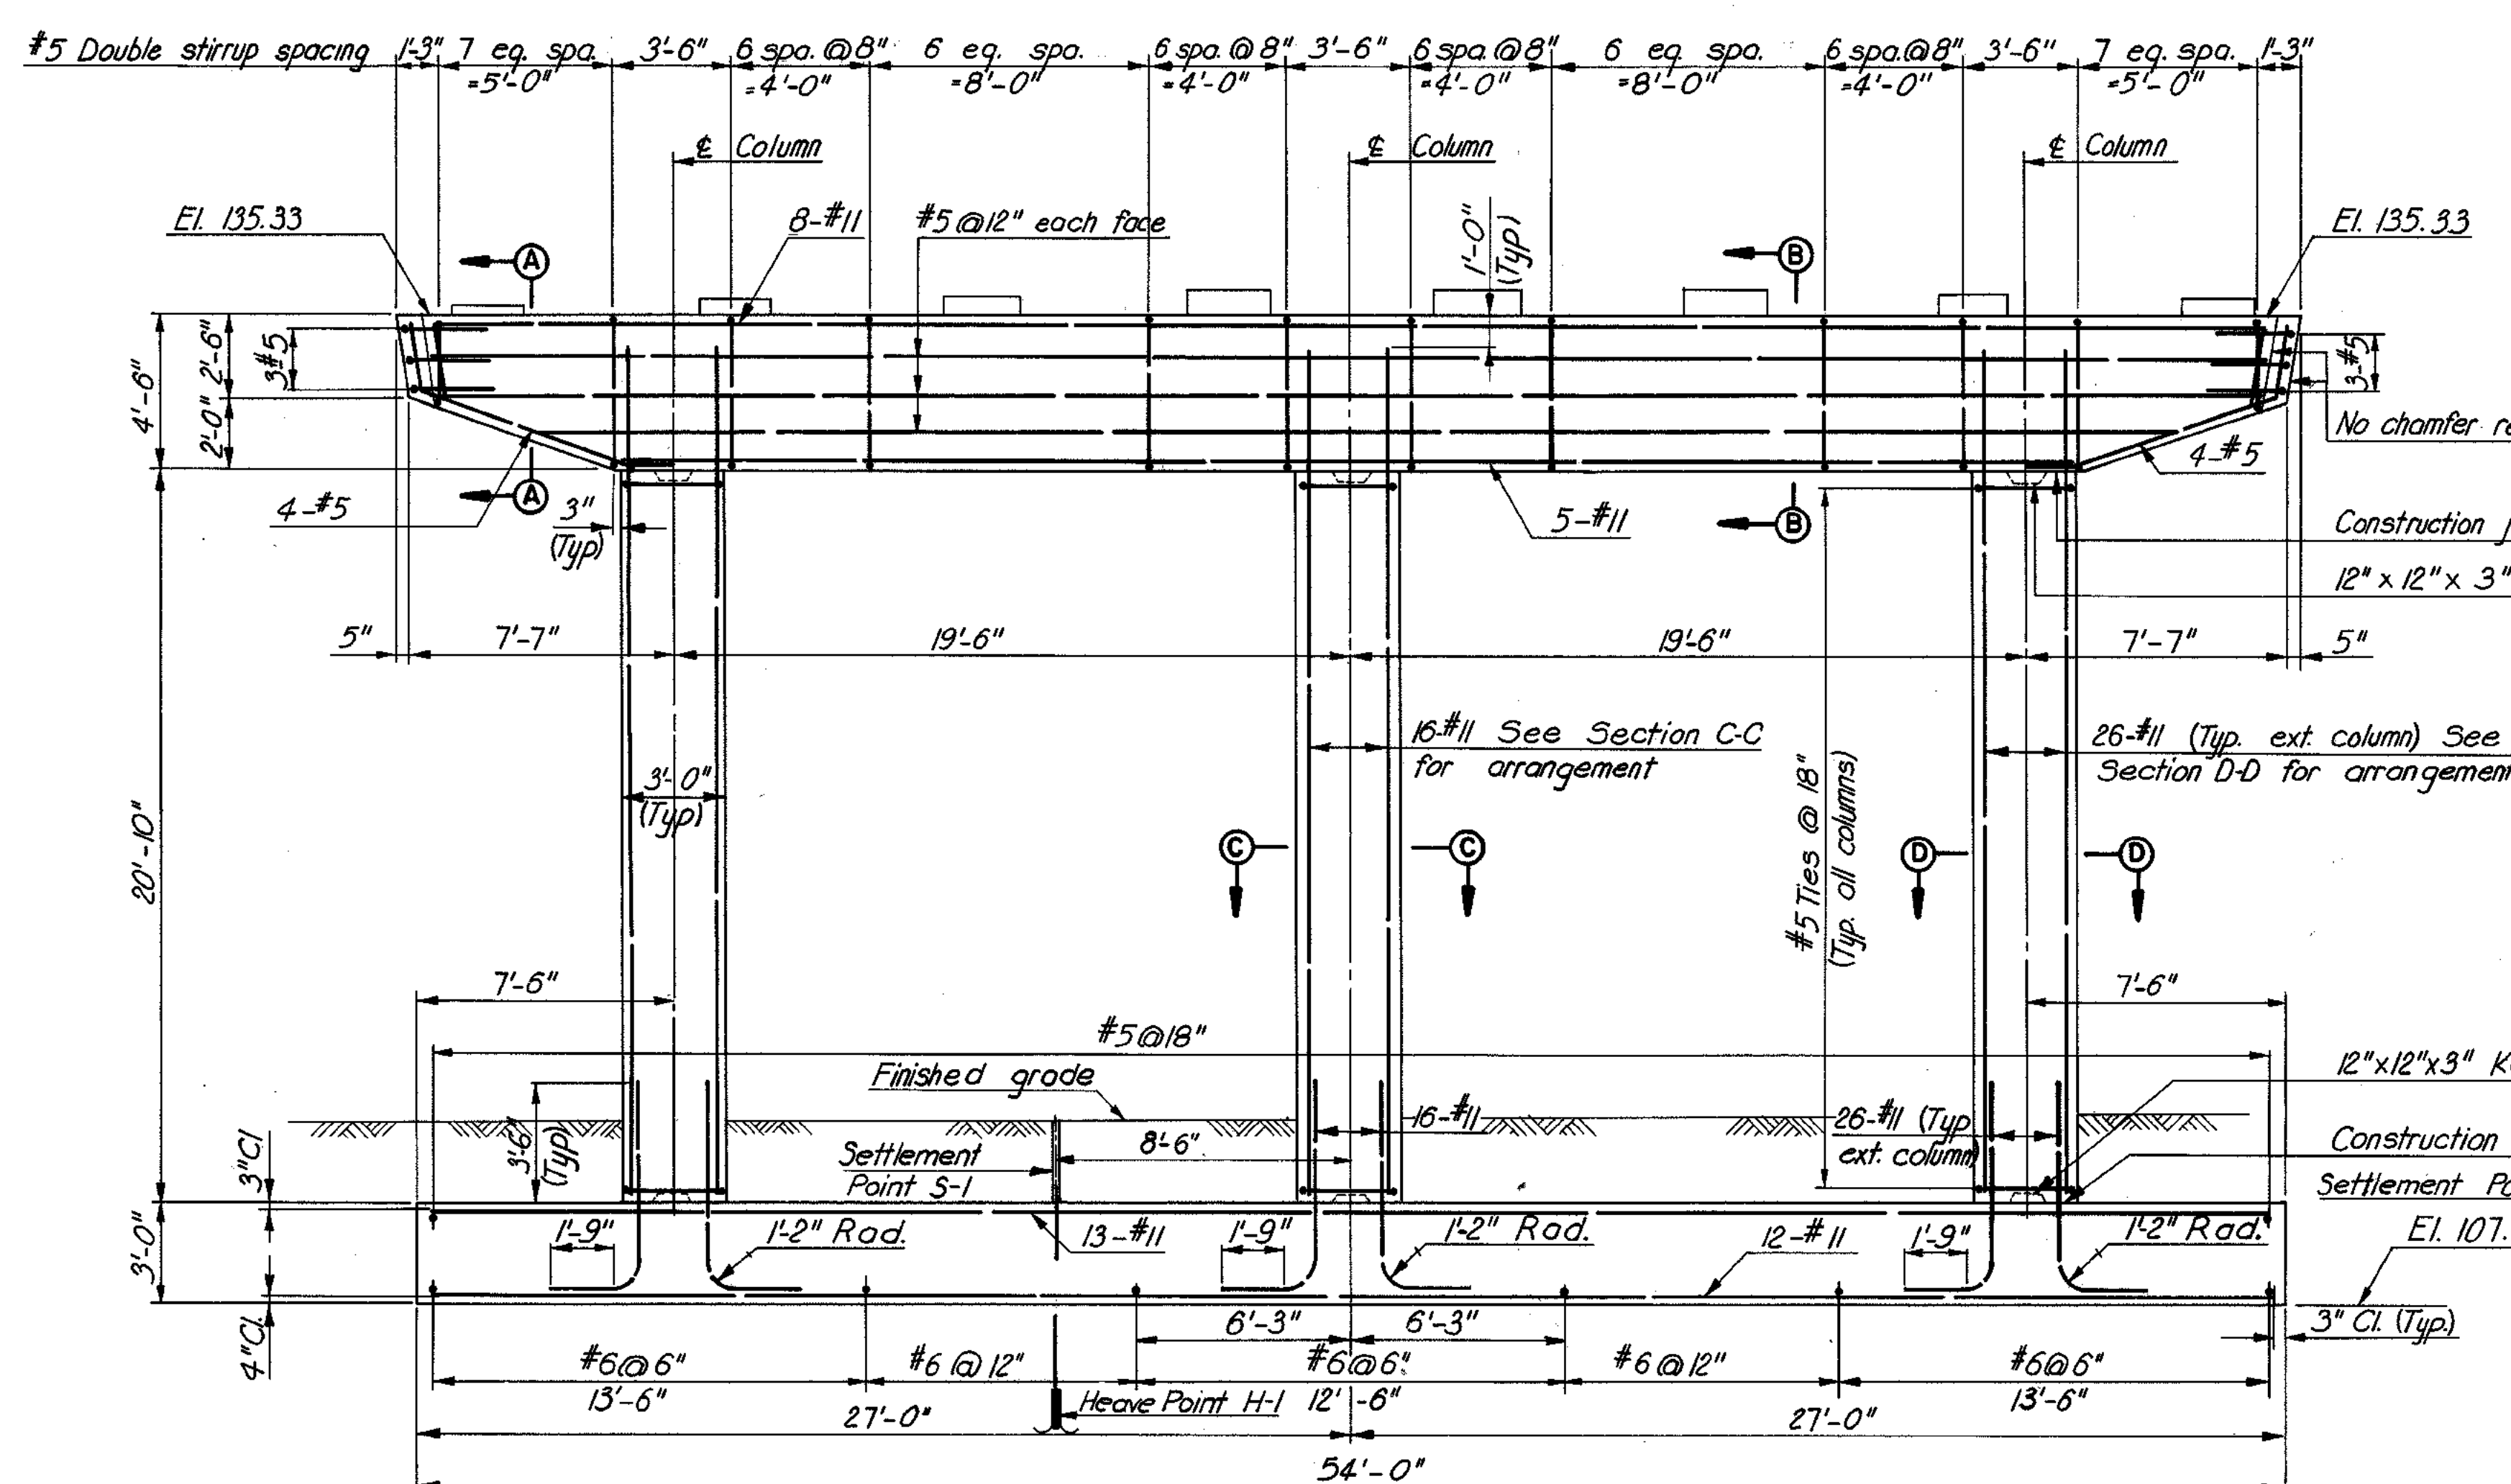 #5 Double stirrup spacing
1'-3"
7 eq. spa.
=5'-0"
3'-6"
6 spa. @ 8"
=4'-0"
6 eq. spa.
=8'-0"
6 spa. @ 8"
=4'-0"
3'-6"
6 spa. @ 8"
=4'-0"
6 eq. spa.
=8'-0"
6 spa. @ 8"
=4'-0"
3'-6"
7 eq. spa.
=5'-0"
1'-3"
℄ Column
℄ Column
℄ Column
El. 135.33
A
8-#11
#5 @ 12" each face
1'-0"
(Typ)
B
El. 135.33
4'-6"
2'-6"
2'-0"
3#5
3-#5
No chamfer re
4-#5
A
3"
(Typ)
5-#11
B
4-#5
Construction j
12" x 12" x 3"
5"
7'-7"
19'-6"
19'-6"
7'-7"
5"
16-#11 See Section C-C
for arrangement
26-#11 (Typ. ext. column) See
Section D-D for arrangemen
3'-0"
(Typ)
20'-10"
#5 Ties @ 18"
(Typ. all columns)
C
C
D
D
7'-6"
7'-6"
#5 @ 18"
Finished grade
12"x12"x3" K
3'-6"
(Typ)
16-#11
26-#11 (Typ
ext. column)
Construction
8'-6"
Settlement
Point S-1
Settlement Po
3" Cl
3'-0"
4" Cl.
1'-9"
1'-2" Rad.
13-#11
1'-9"
1'-2" Rad.
12-#11
1'-9"
1'-2" Rad.
El. 107.
3" Cl. (Typ.)
6'-3"
6'-3"
#6 @ 6"
13'-6"
#6 @ 12"
#6 @ 6"
12'-6"
#6 @ 12"
#6 @ 6"
13'-6"
Heave Point H-1
27'-0"
27'-0"
54'-0"